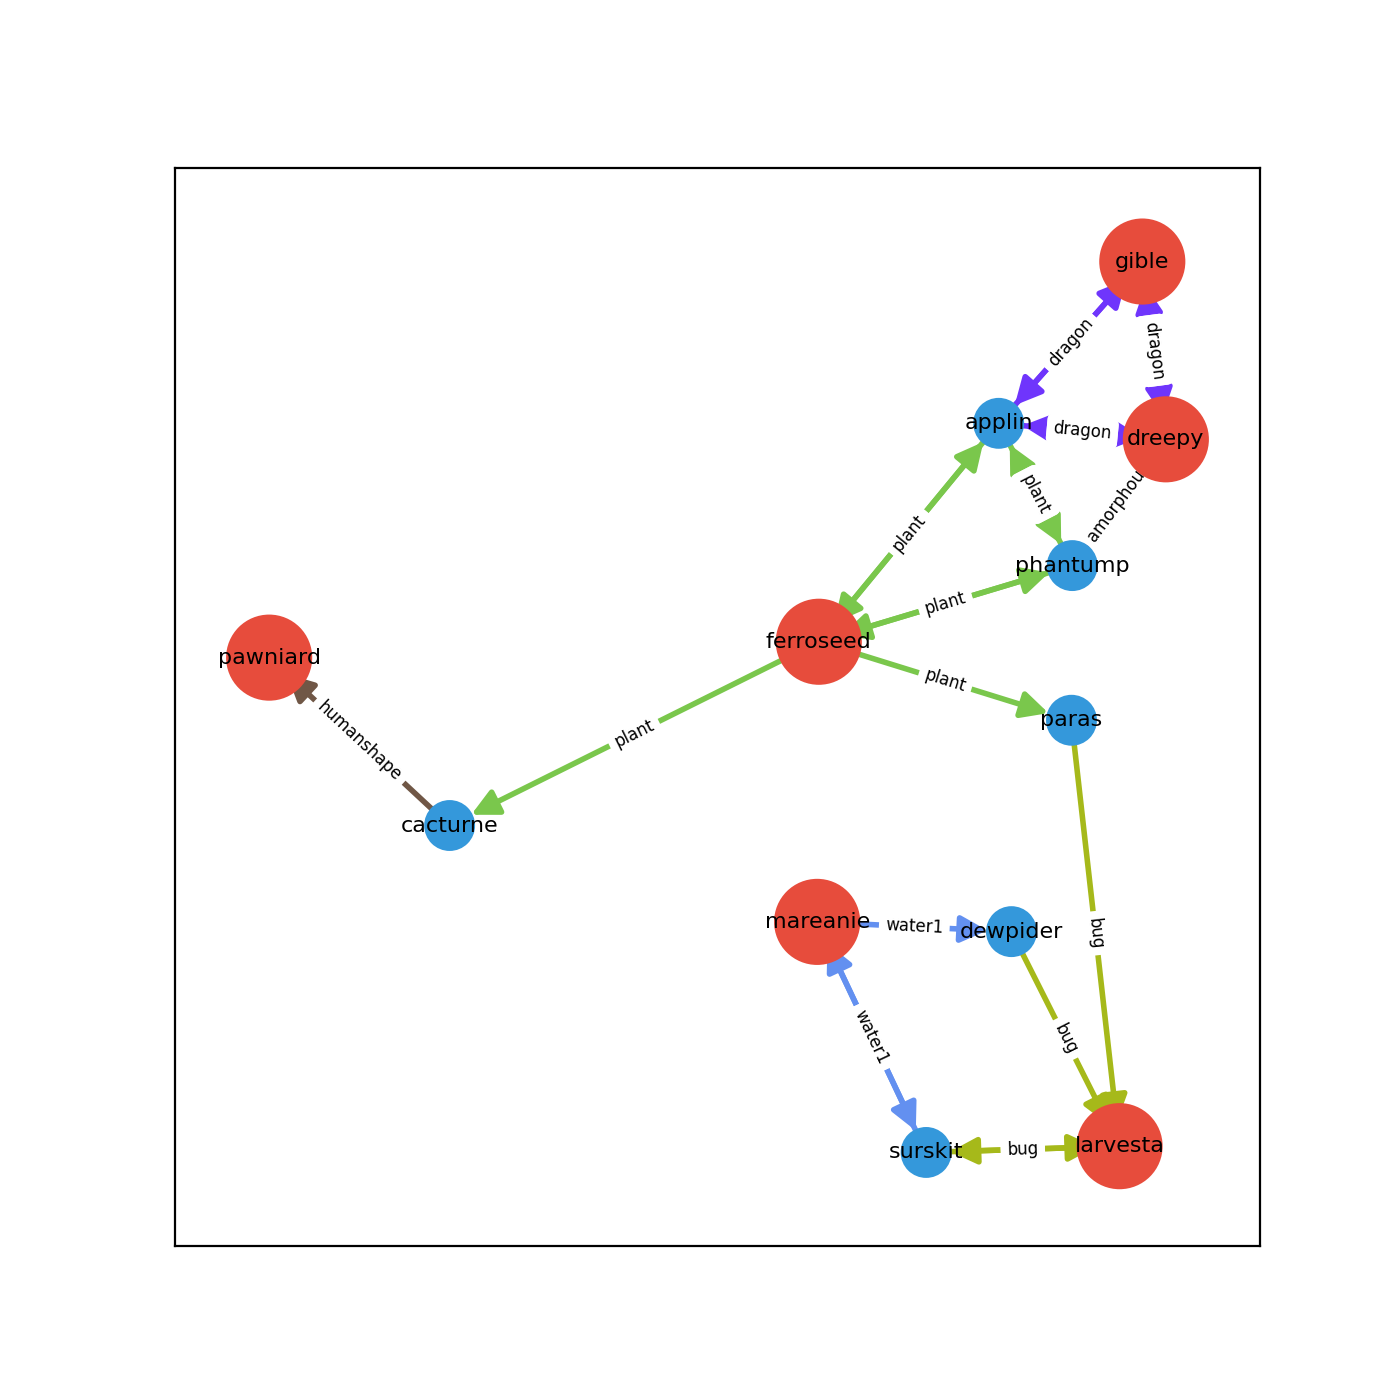 gible
dragon
dragon
applin
dragon
dreepy
plant
amorphou
plant
phantump
plant
ferroseed
pawniard
plant
paras
humanshape
plant
cacturne
mareanie
water1
dewpider
bug
water1
bug
surskit
bug
larvesta